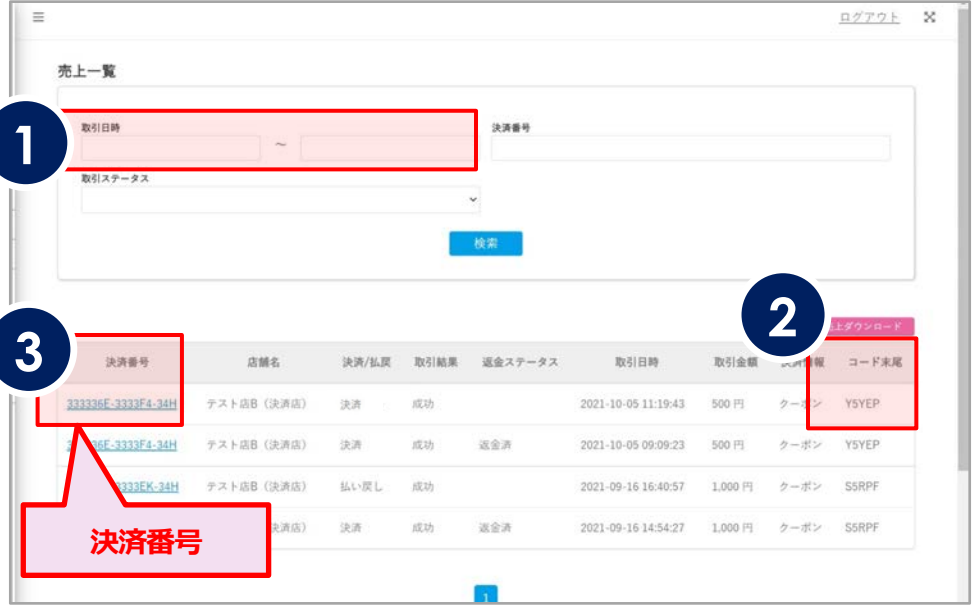 ログアウト
売上一覧
1
取引日時
決済番号
～
取引ステータス
検索
2
上ダウンロード
3
決済番号 店舗名 決済/払戻 取引結果 返金ステータス 取引日時 取引金額 コード末尾
333336E-3333F4-34H テスト店B（決済店） 決済 成功 2021-10-05 11:19:43 500 円 クーポン Y5YEP
36E-3333F4-34H テスト店B（決済店） 決済 成功 返金済 2021-10-05 09:09:23 500 円 クーポン Y5YEP
3333EK-34H テスト店B（決済店） 払い戻し 成功 2021-09-16 16:40:57 1,000 円 クーポン S5RPF
決済店） 決済 成功 返金済 2021-09-16 14:54:27 1,000 円 クーポン S5RPF
決済番号
1